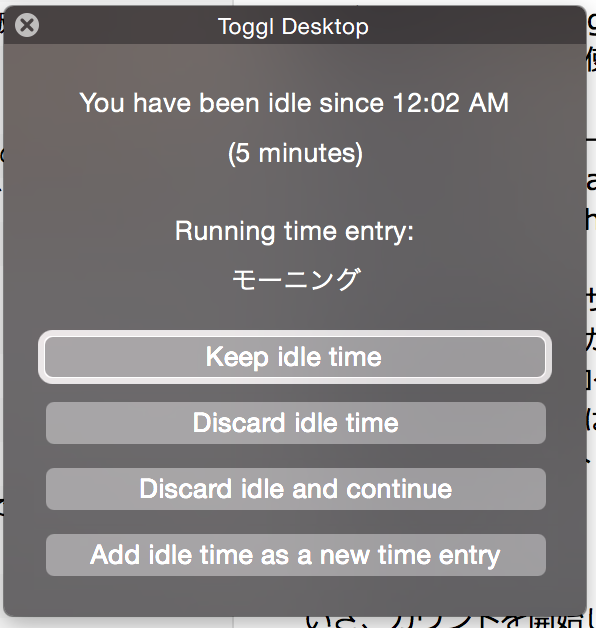 Toggl Desktop
You have been idle since 12:02 AM
(5 minutes)
Running time entry:
モーニング
Keep idle time
Discard idle time
Discard idle and continue
Add idle time as a new time entry